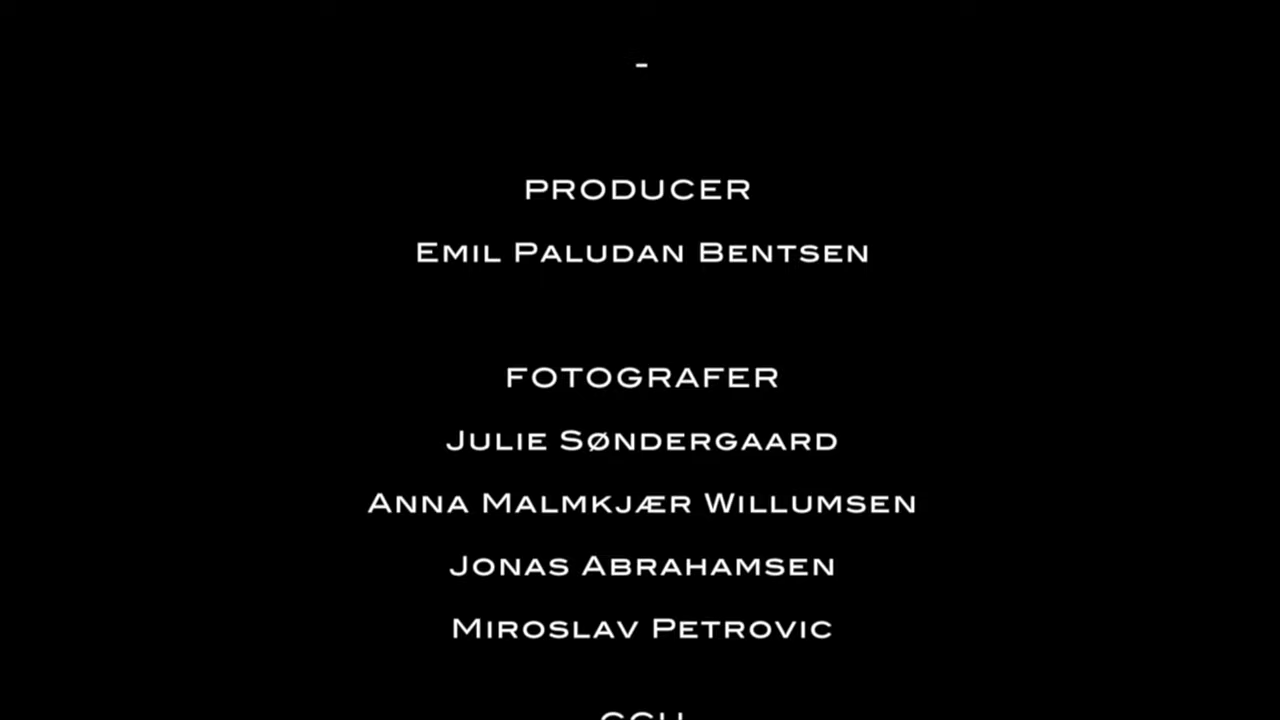 -
PRODUCER
EMIL PALUDAN BENTSEN
FOTOGRAFER
JULIE SØNDERGAARD
ANNA MALMKJÆR WILLUMSEN
JONAS ABRAHAMSEN
MIROSLAV PETROVIC